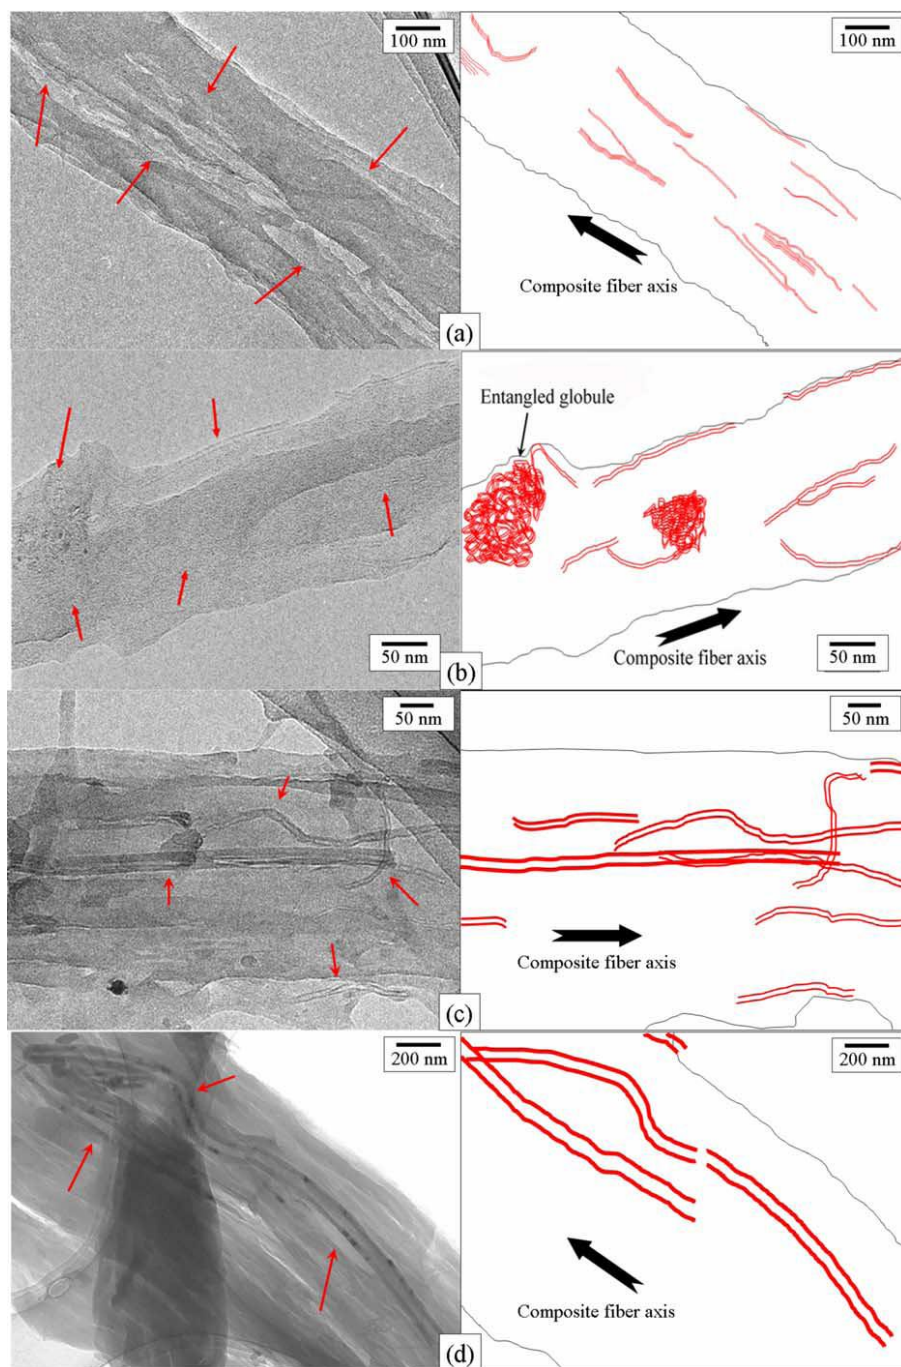 100 nm
100 nm
Composite fiber axis
(a)
Entangled globule
50 nm
Composite fiber axis
50 nm
(b)
50 nm
50 nm
Composite fiber axis
(c)
200 nm
200 nm
Composite fiber axis
(d)